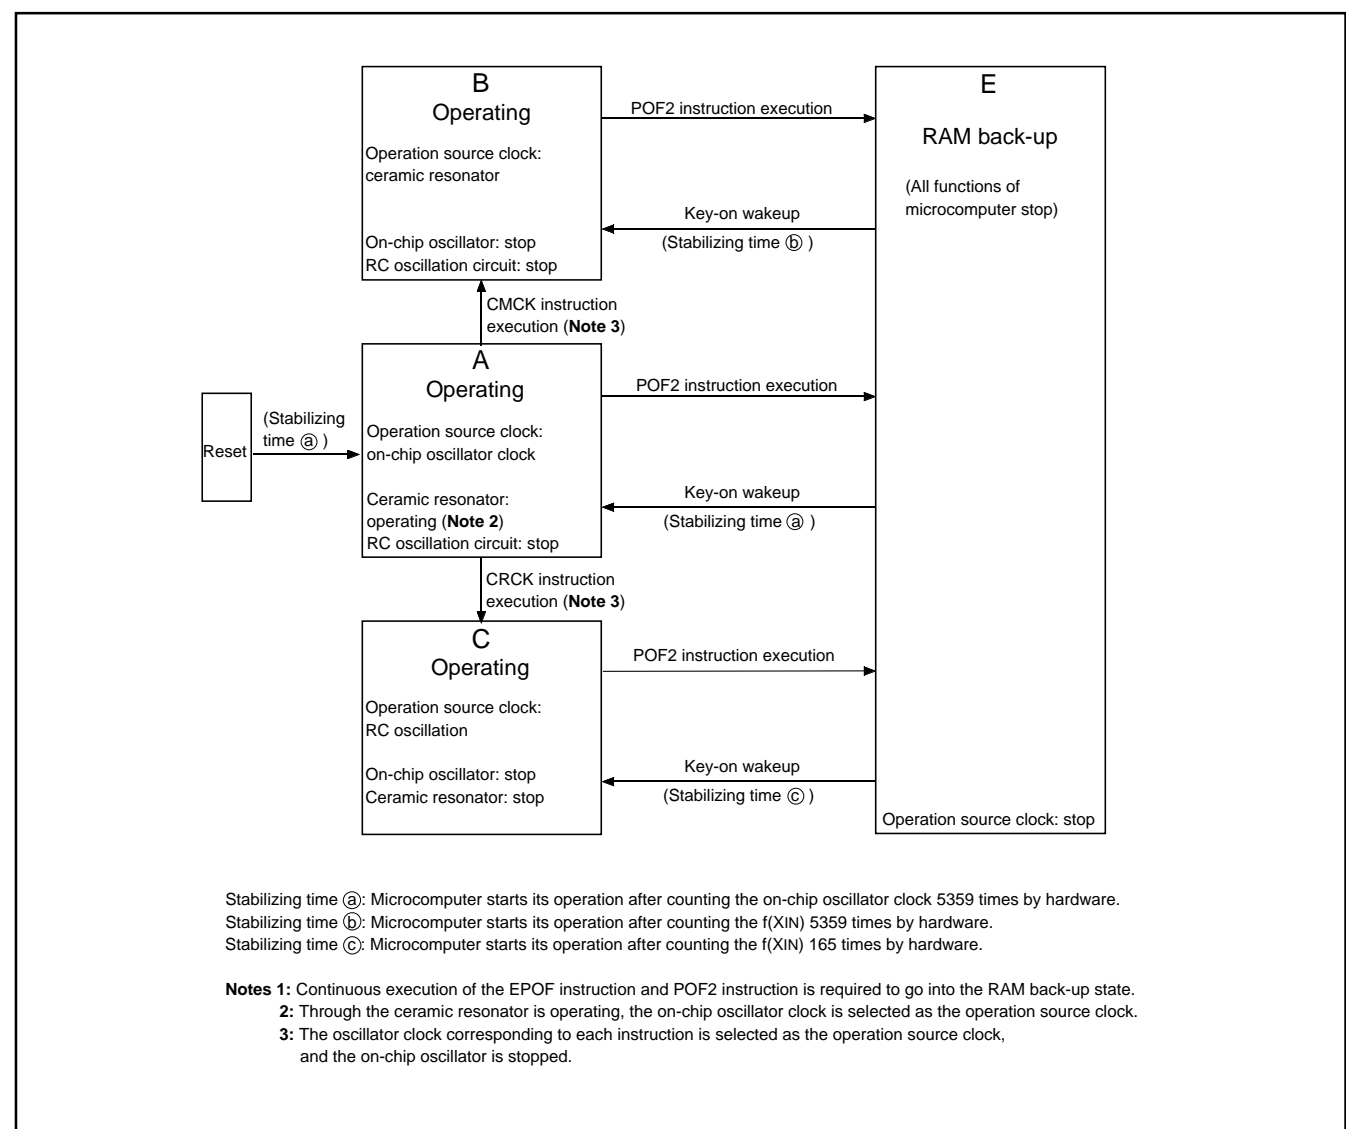 B
Operating
Operation source clock:
ceramic resonator
On-chip oscillator: stop
RC oscillation circuit: stop
POF2 instruction execution
Key-on wakeup
(Stabilizing time ⓑ )
E
RAM back-up
(All functions of
microcomputer stop)
CMCK instruction
execution (Note 3)
Reset
(Stabilizing
time ⓐ )
A
Operating
Operation source clock:
on-chip oscillator clock
Ceramic resonator:
operating (Note 2)
RC oscillation circuit: stop
POF2 instruction execution
Key-on wakeup
(Stabilizing time ⓐ )
CRCK instruction
execution (Note 3)
C
Operating
Operation source clock:
RC oscillation
On-chip oscillator: stop
Ceramic resonator: stop
POF2 instruction execution
Key-on wakeup
(Stabilizing time ⓒ )
Operation source clock: stop
Stabilizing time ⓐ: Microcomputer starts its operation after counting the on-chip oscillator clock 5359 times by hardware.
Stabilizing time ⓑ: Microcomputer starts its operation after counting the f(XIN) 5359 times by hardware.
Stabilizing time ⓒ: Microcomputer starts its operation after counting the f(XIN) 165 times by hardware.
Notes 1: Continuous execution of the EPOF instruction and POF2 instruction is required to go into the RAM back-up state.
2: Through the ceramic resonator is operating, the on-chip oscillator clock is selected as the operation source clock.
3: The oscillator clock corresponding to each instruction is selected as the operation source clock,
and the on-chip oscillator is stopped.